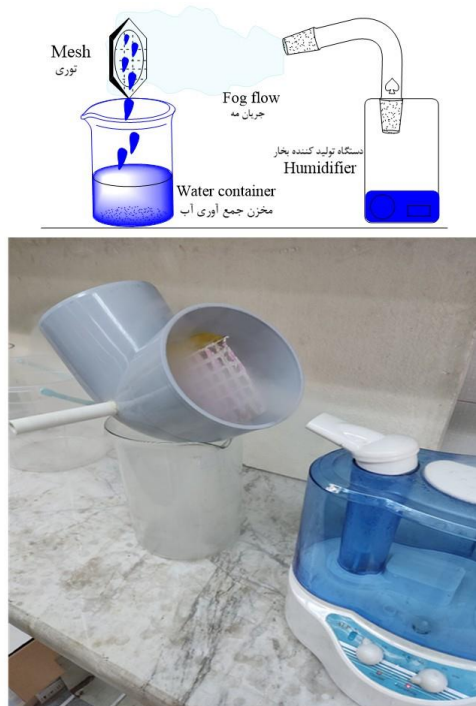 Mesh
توری
Fog flow
جریان مه
دستگاه تولید کننده بخار
Humidifier
Water container
مخزن جمع آوری آب